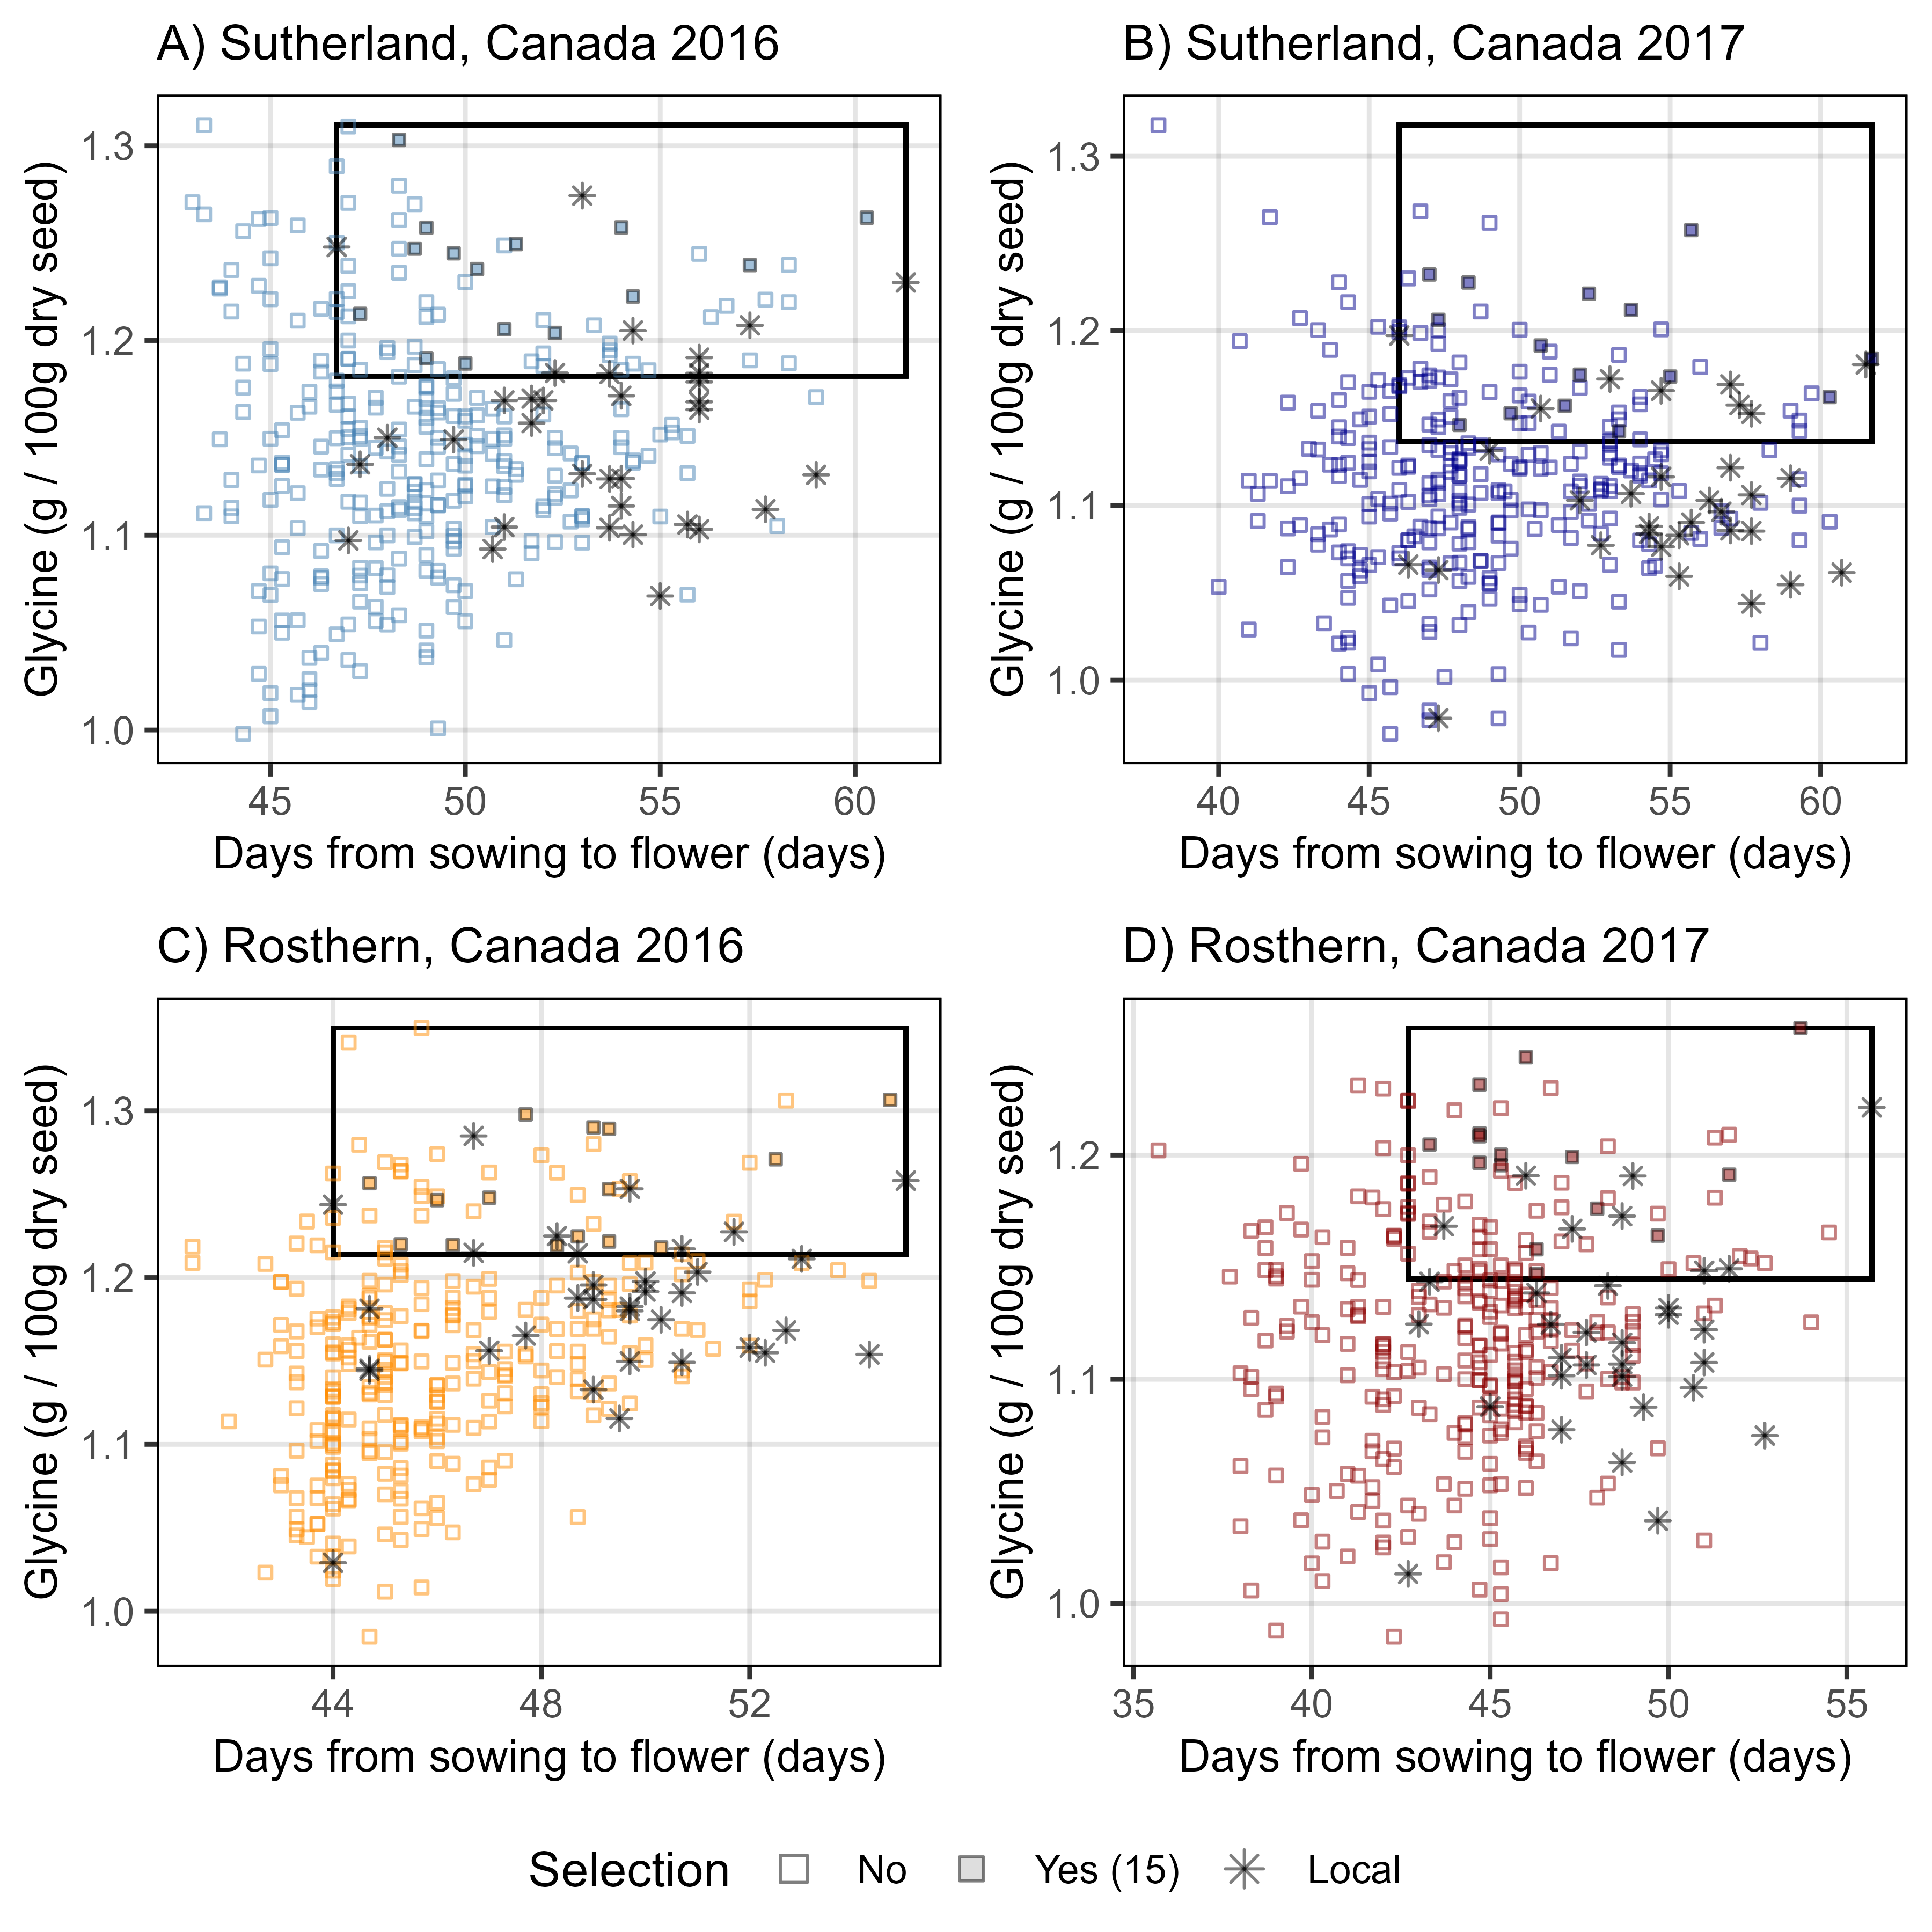 A) Sutherland, Canada 2016
Glycine (g / 100g dry seed)
1.3
1.2
1.1
1.0
45 50 55 60
Days from sowing to flower (days)
B) Sutherland, Canada 2017
Glycine (g / 100g dry seed)
1.3
1.2
1.1
1.0
40 45 50 55 60
Days from sowing to flower (days)
C) Rosthern, Canada 2016
Glycine (g / 100g dry seed)
1.3
1.2
1.1
1.0
44 48 52
Days from sowing to flower (days)
D) Rosthern, Canada 2017
Glycine (g / 100g dry seed)
1.2
1.1
1.0
35 40 45 50 55
Days from sowing to flower (days)
Selection No Yes (15) Local